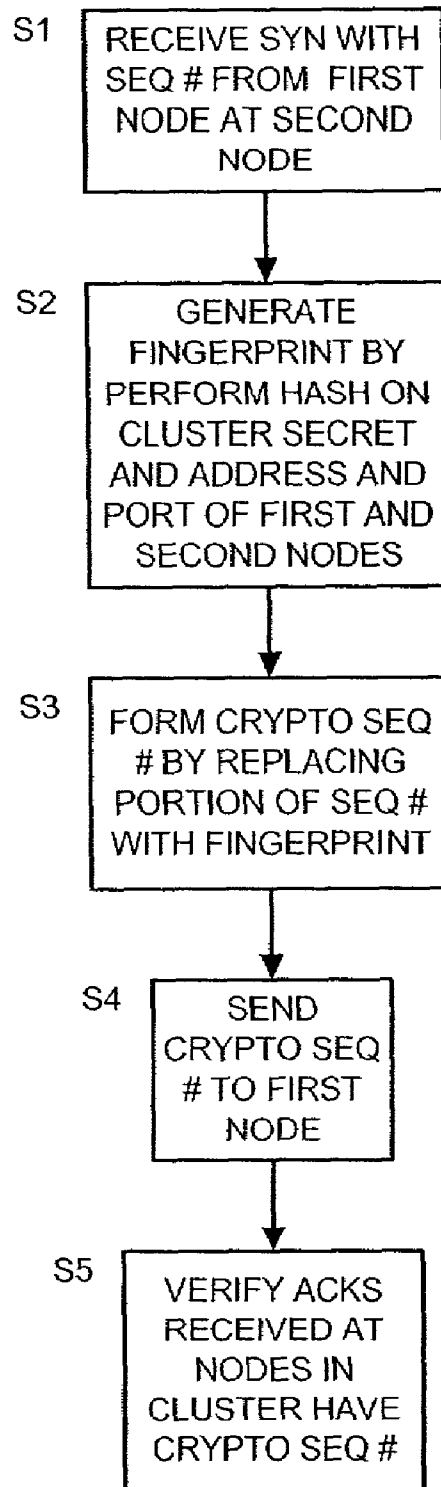 S1
RECEIVE SYN WITH
SEQ # FROM FIRST
NODE AT SECOND
NODE
S2
GENERATE
FINGERPRINT BY
PERFORM HASH ON
CLUSTER SECRET
AND ADDRESS AND
PORT OF FIRST AND
SECOND NODES
S3
FORM CRYPTO SEQ
# BY REPLACING
PORTION OF SEQ #
WITH FINGERPRINT
S4
SEND
CRYPTO SEQ
# TO FIRST
NODE
S5
VERIFY ACKS
RECEIVED AT
NODES IN
CLUSTER HAVE
CRYPTO SEQ #